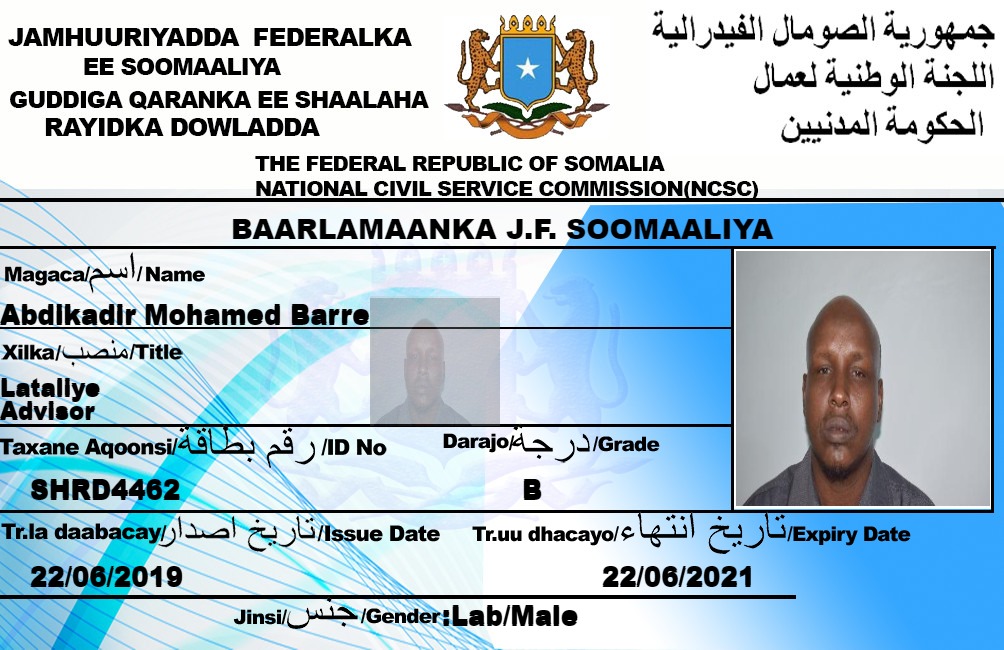 JAMHUURIYADDA FEDERALKA
EE SOOMAALIYA
GUDDIGA QARANKA EE SHAALAHA
RAYIDKA DOWLADDA
جمهورية الصومال الفيدرالية
اللجنة الوطنية لعمال
الحكومة المدنيين
THE FEDERAL REPUBLIC OF SOMALIA
NATIONAL CIVIL SERVICE COMMISSION(NCSC)
BAARLAMAANKA J.F. SOOMAALIYA
Magaca/اسم/Name
Abdikadir Mohamed Barre
Xilka/منصب/Title
Lataliye
Advisor
Taxane Aqoonsi/رقم بطاقة/ID No
Darajo/درجة/Grade
SHRD4462
B
Tr.la daabacay/تاريخ اصدار/Issue Date
Tr.uu dhacayo/تاريخ انتهاء/Expiry Date
22/06/2019
22/06/2021
Jinsi/جنس/Gender:Lab/Male